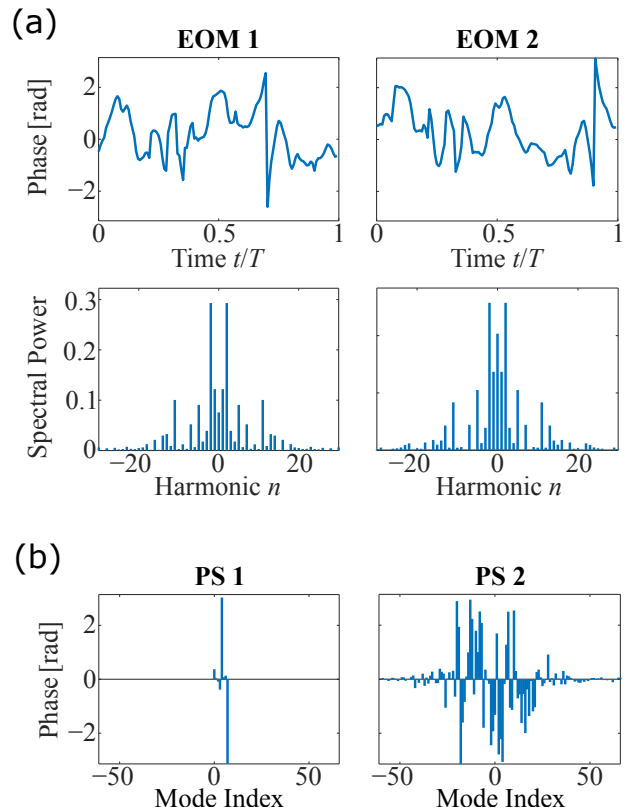 (a)
EOM 1 EOM 2
Phase [rad]
2
0
−2
0 0.5 1 0 0.5 1
Time t/T Time t/T
Spectral Power
0.3
0.2
0.1
0
−20 0 20 −20 0 20
Harmonic n Harmonic n
(b)
PS 1 PS 2
Phase [rad]
2
0
−2
−50 0 50 −50 0 50
Mode Index Mode Index